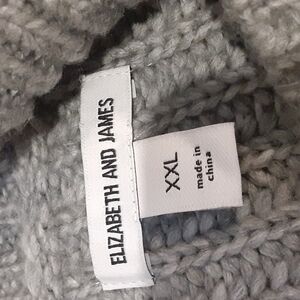 ELIZABETH AND JAMES
XXL
made in
china